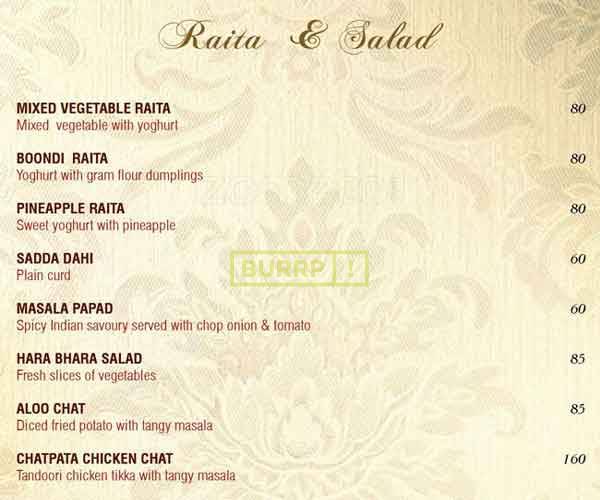 Raita & Salad
MIXED VEGETABLE RAITA 80
Mixed vegetable with yoghurt
BOONDI RAITA 80
Yoghurt with gram flour dumplings
PINEAPPLE RAITA 80
Sweet yoghurt with pineapple
SADDA DAHI 60
Plain curd
BURRP!
MASALA PAPAD 60
Spicy Indian savoury served with chop onion & tomato
HARA BHARA SALAD 85
Fresh slices of vegetables
ALOO CHAT 85
Diced fried potato with tangy masala
CHATPATA CHICKEN CHAT 160
Tandoori chicken tikka with tangy masala